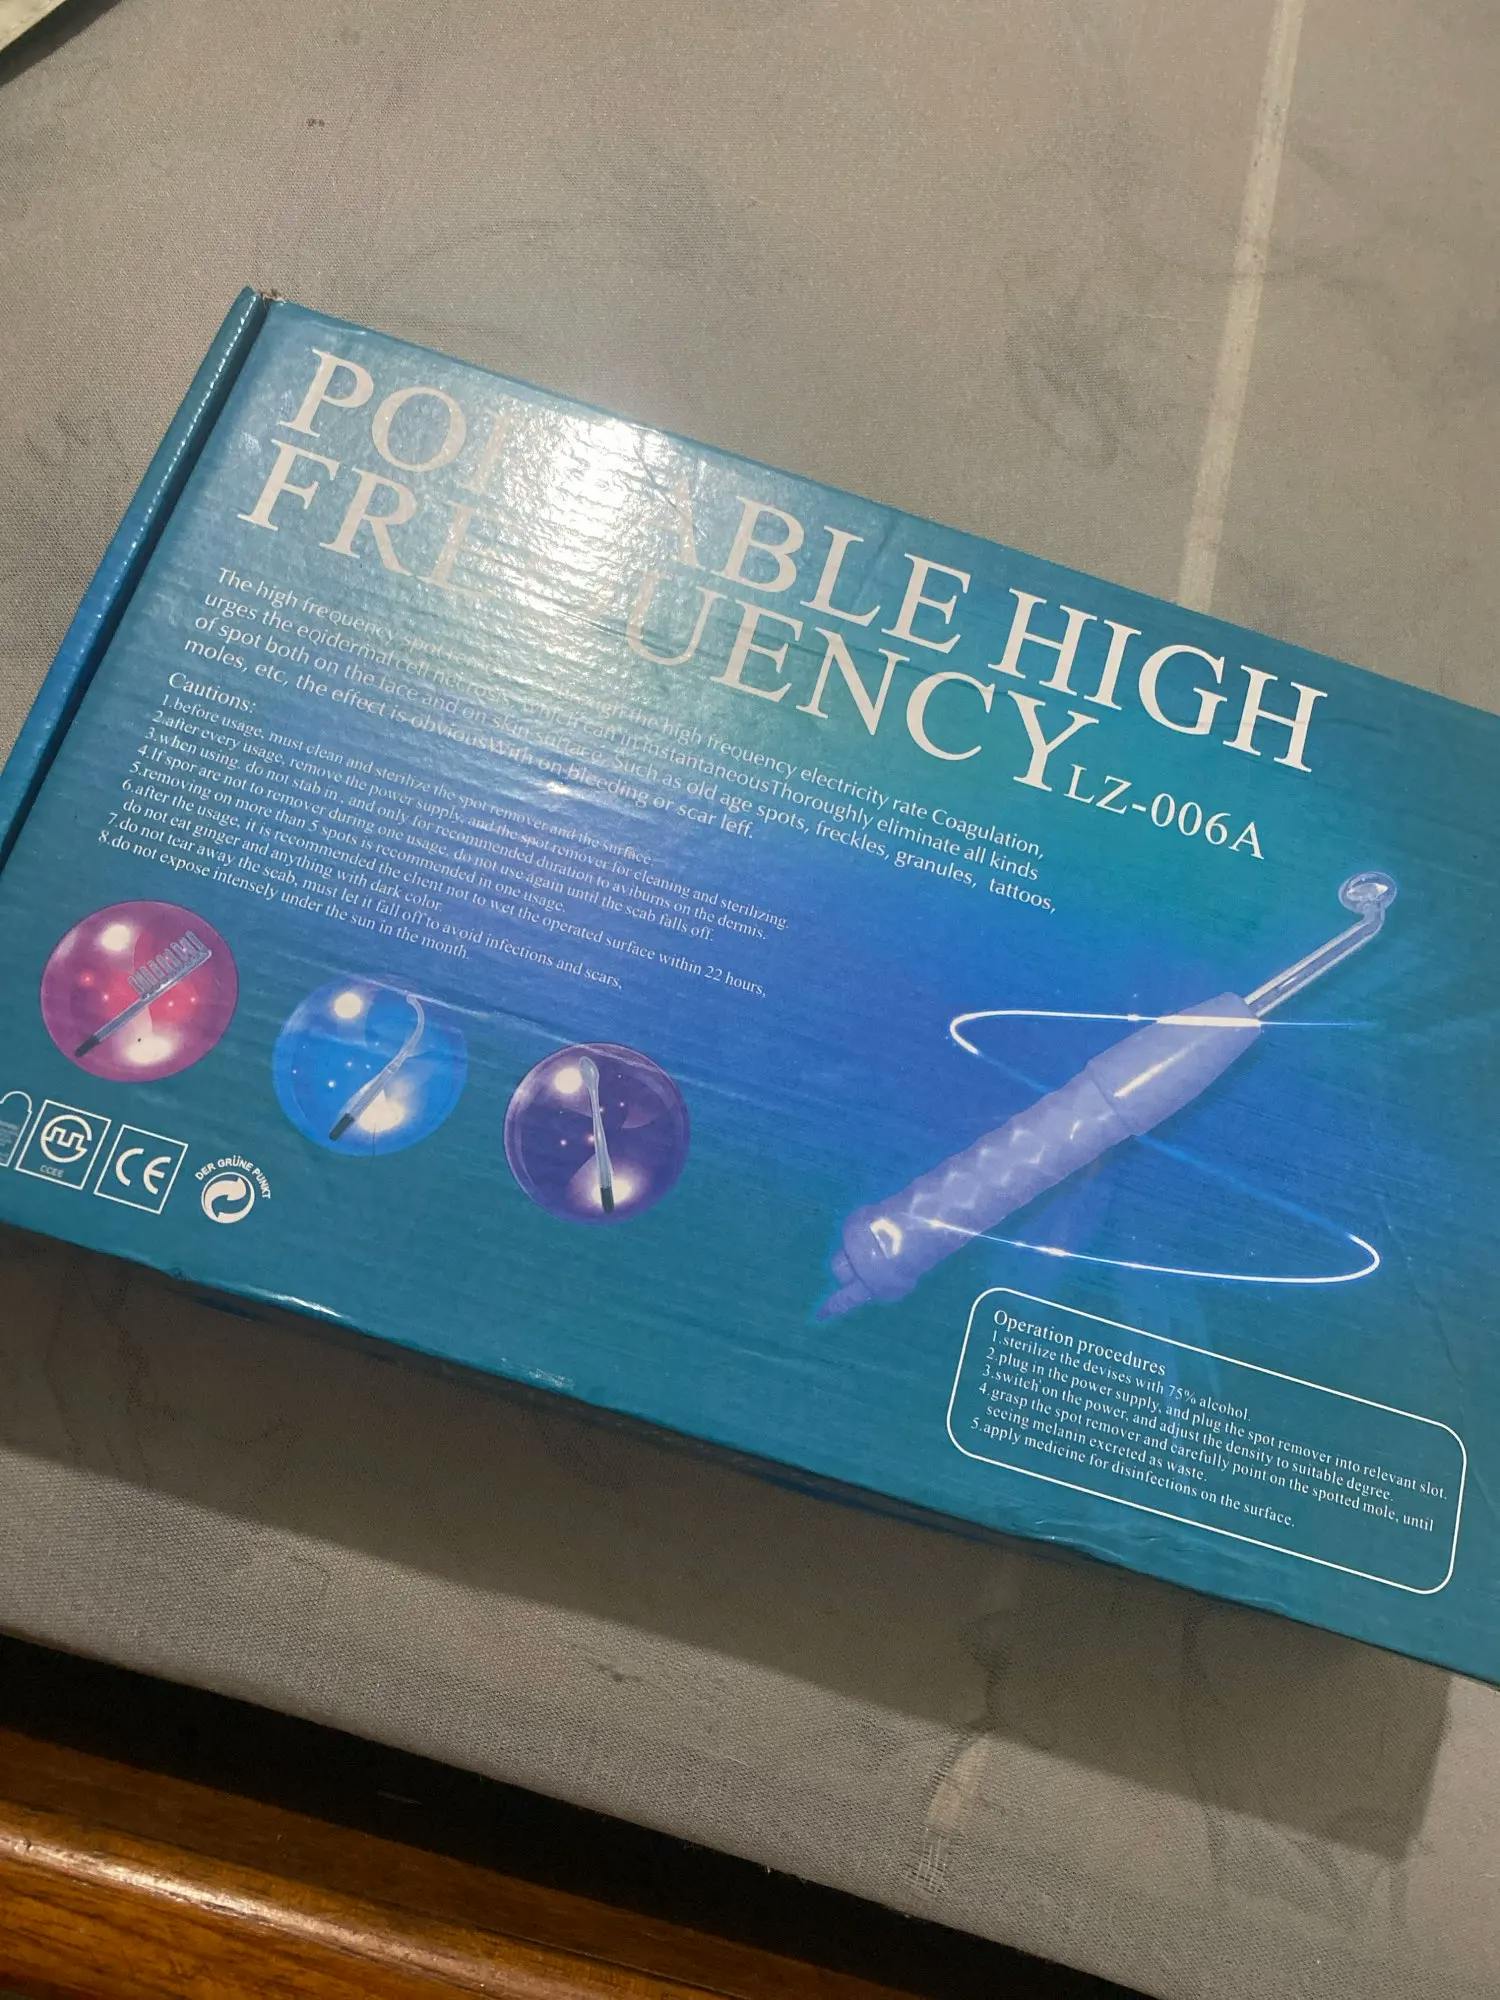 PORTABLE HIGH
FREQUENCY LZ-006A
The high frequency spots the high frequency electricity rate Coagulation,
urges the eqidermal cell necrosis, which can in instantaneousThoroughly eliminate all kinds
of spot both on the face and on skin surface. Such as old age spots, freckles, granules, tattoos,
moles, etc, the effect is obviousWith on bleeding or scar leff.
Cautions:
1.before usage, must clean and sterilize the spot remover and the surface.
2.after every usage, remove the power supply, and the spot remover for cleaning and sterilizing.
3.when using, do not stab in , and only for recommended duration to aviburns on the dermis.
4.If spor are not to remover during one usage, do not use again until the scab falls off.
5.removing on more than 5 spots is recommended in one usage.
6.after the usage, it is recommended the client not to wet the operated surface within 22 hours,
do not eat ginger and anything with dark color.
7.do not tear away the scab, must let it fall off to avoid infections and scars,
8.do not expose intensely under the sun in the month.
CCEE
CE
DER GRÜNE PUNKT
Operation procedures
1.sterilize the devises with 75% alcohol.
2.plug in the power supply, and plug the spot remover into relevant slot.
3.switch on the power, and adjust the density to suitable degree.
4.grasp the spot remover and carefully point on the spotted mole, until
seeing melanin excreted as waste.
5.apply medicine for disinfections on the surface.